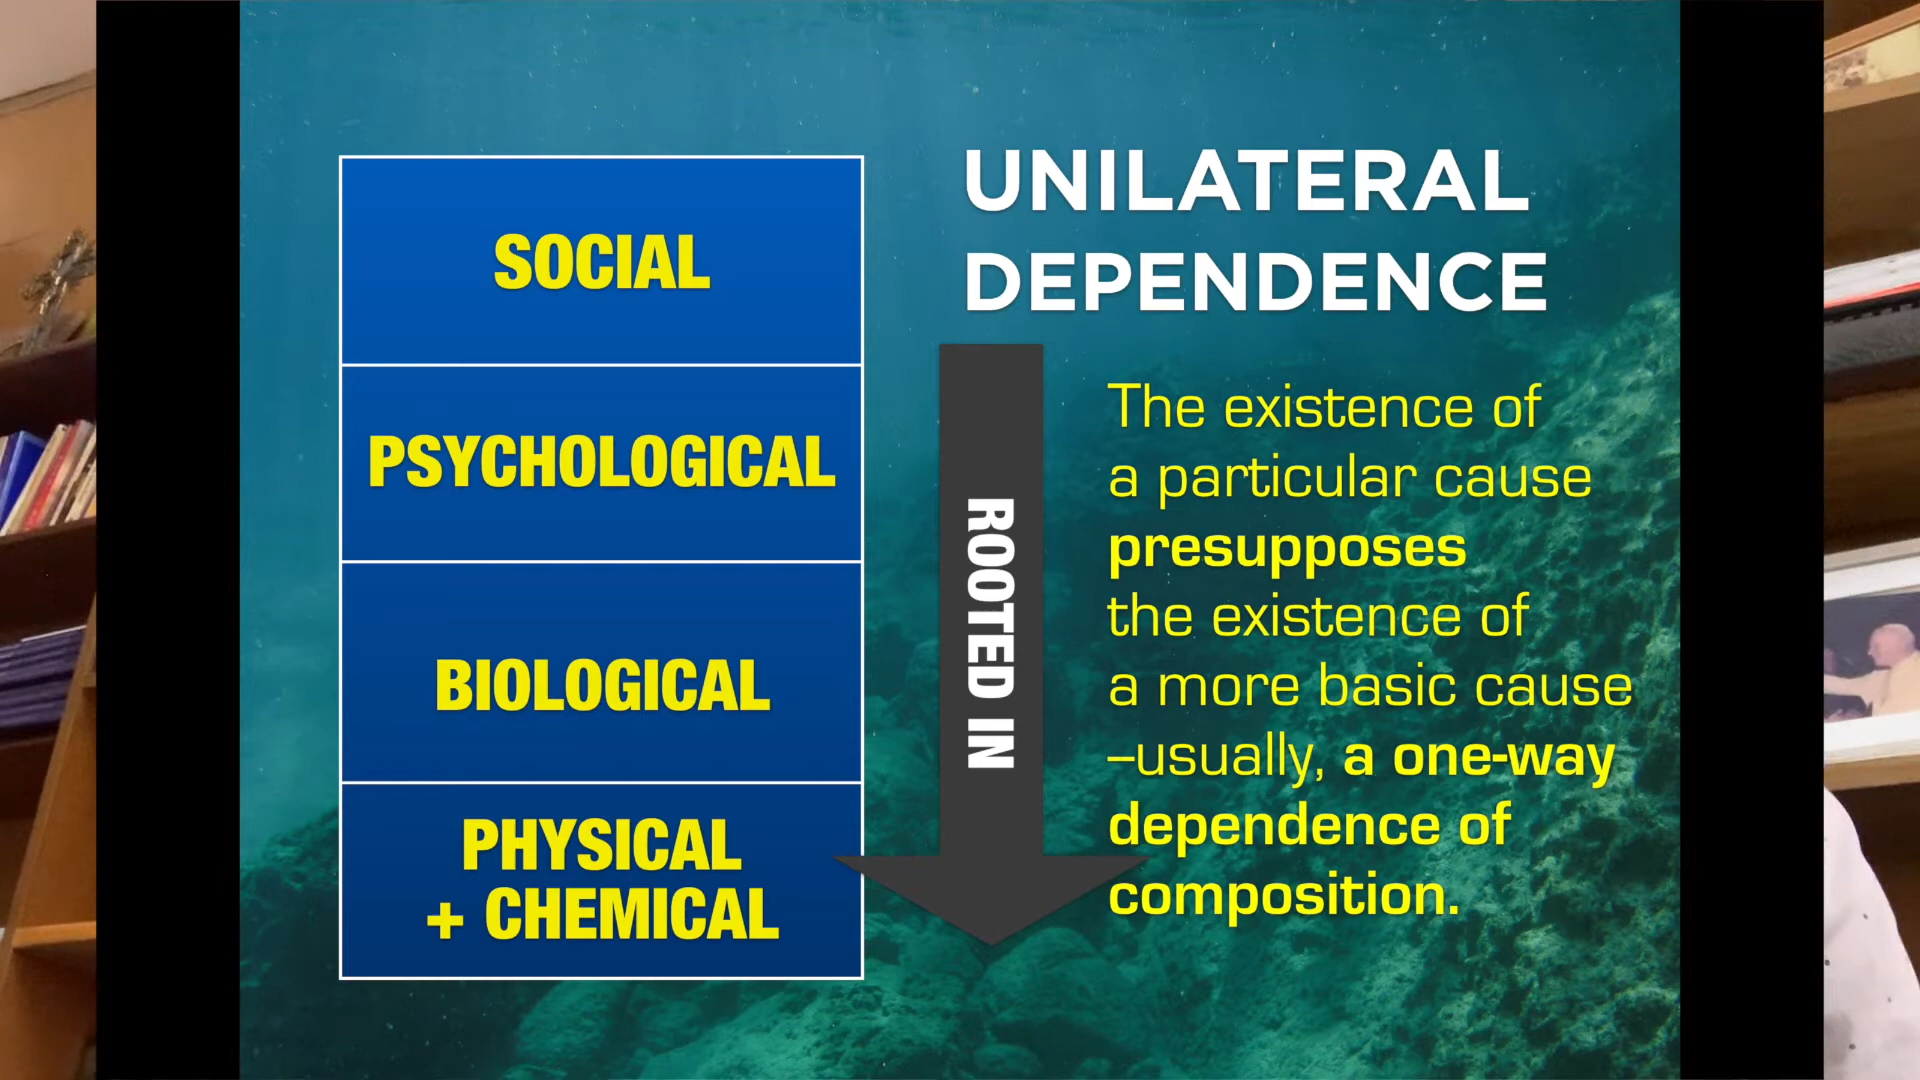 SOCIAL
PSYCHOLOGICAL
BIOLOGICAL
PHYSICAL
+ CHEMICAL
UNILATERAL
DEPENDENCE
ROOTED IN
The existence of
a particular cause
presupposes
the existence of
a more basic cause
–usually, a one-way
dependence of
composition.